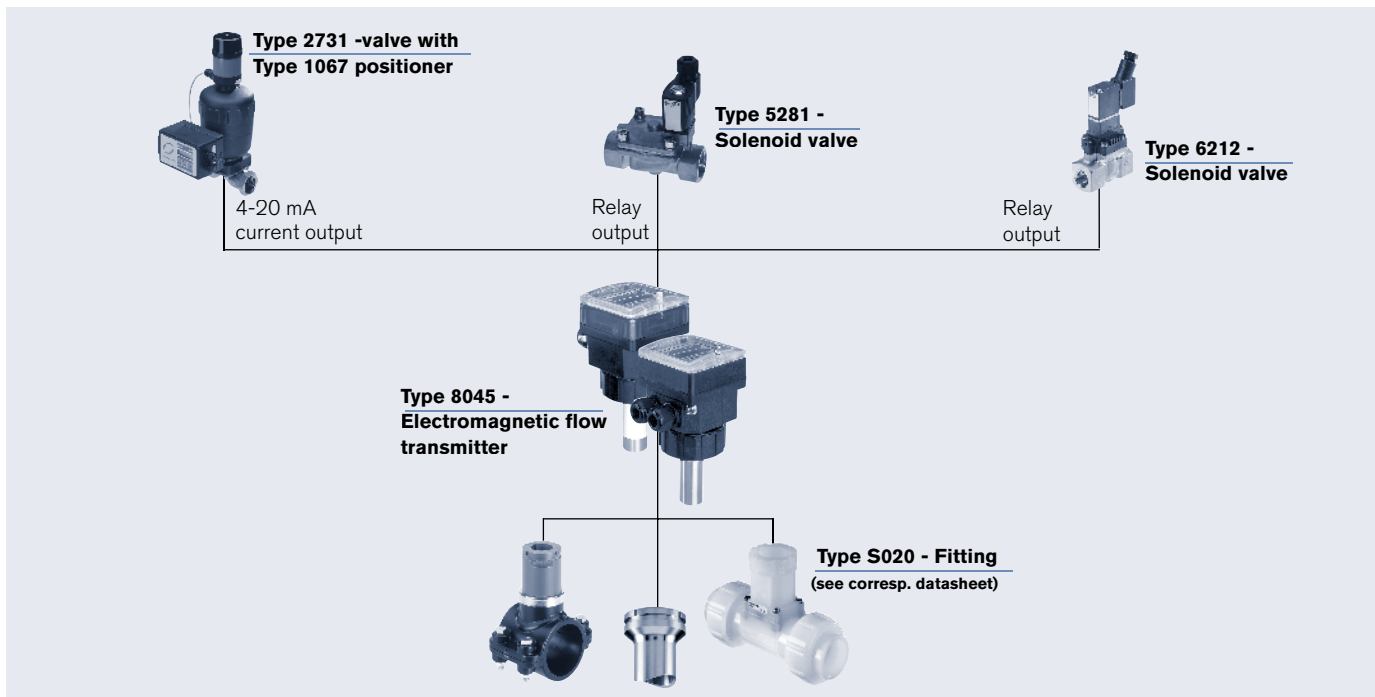 Type 2731 -valve with
Type 1067 positioner
Type 5281 -
Solenoid valve
Type 6212 -
Solenoid valve
4-20 mA
current output
Relay
output
Relay
output
Type 8045 -
Electromagnetic flow
transmitter
Type S020 - Fitting
(see corresp. datasheet)